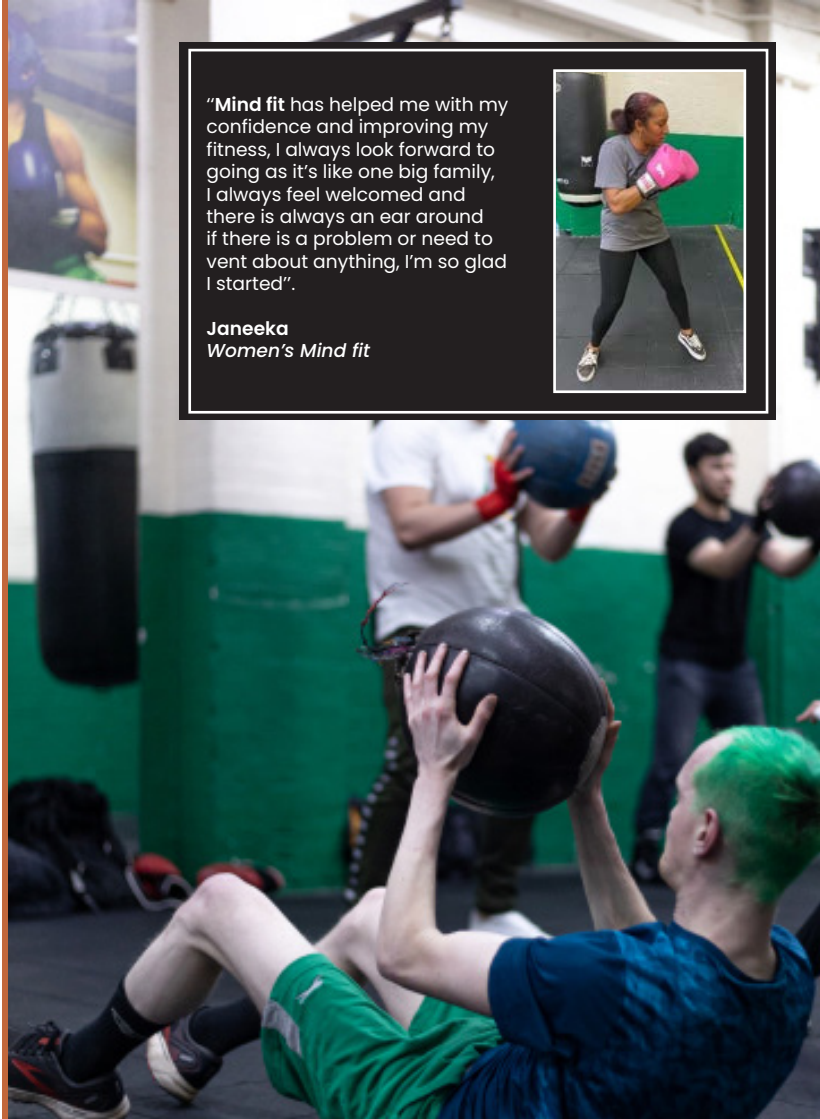 “Mind fit has helped me with my
confidence and improving my
fitness, I always look forward to
going as it’s like one big family,
I always feel welcomed and
there is always an ear around
if there is a problem or need to
vent about anything, I’m so glad
I started”.
Janeeka
Women’s Mind fit